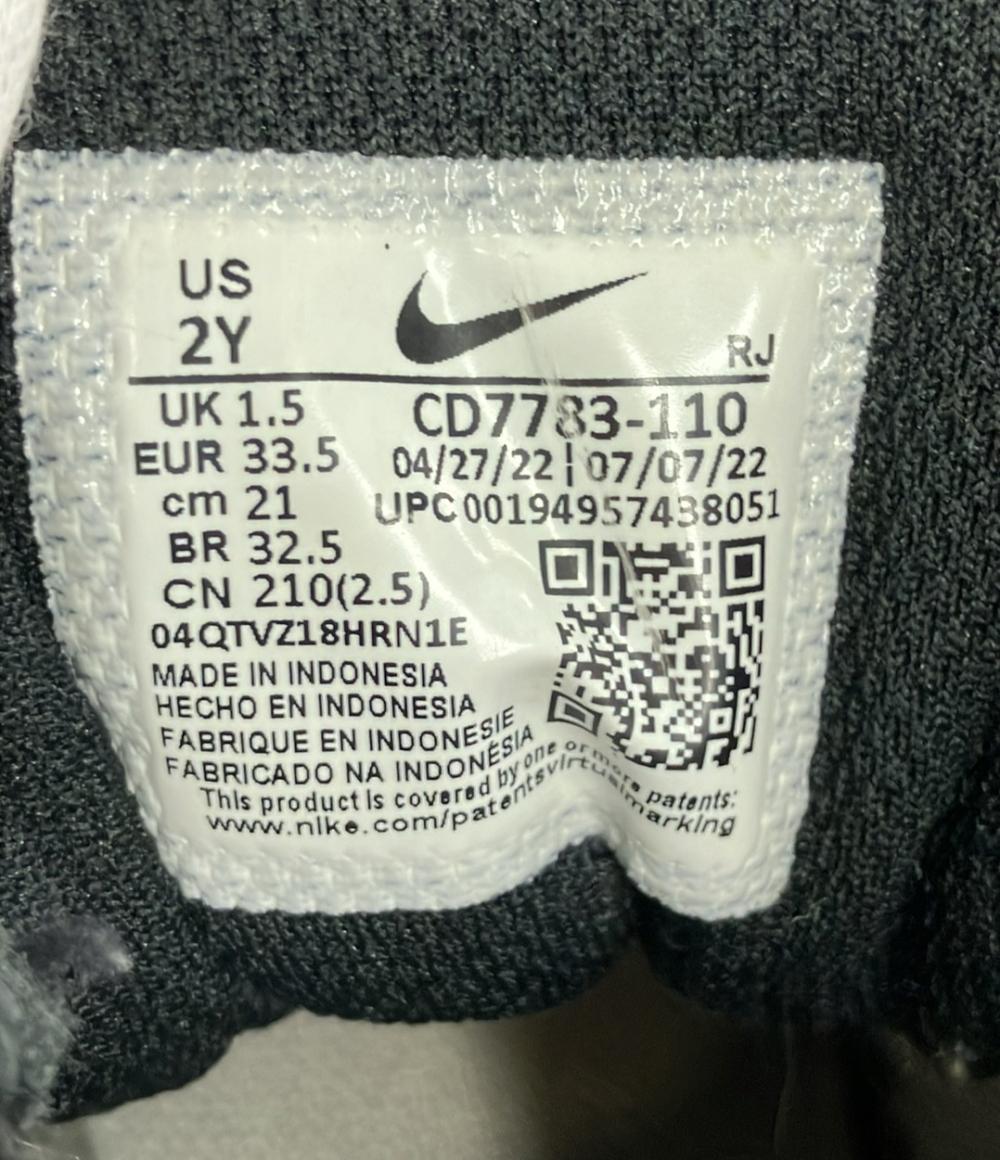 US
2Y
RJ
UK 1.5
EUR 33.5
cm 21
BR 32.5
CN 210(2.5)
CD7783-110
04/27/22 | 07/07/22
UPC00194957438051
04QTVZ18HRN1E
MADE IN INDONESIA
HECHO EN INDONESIA
FABRIQUE EN INDONESIE
FABRICADO NA INDONÉSIA
This product is covered by one or more patents:
www.nike.com/patentsvirtualmarking